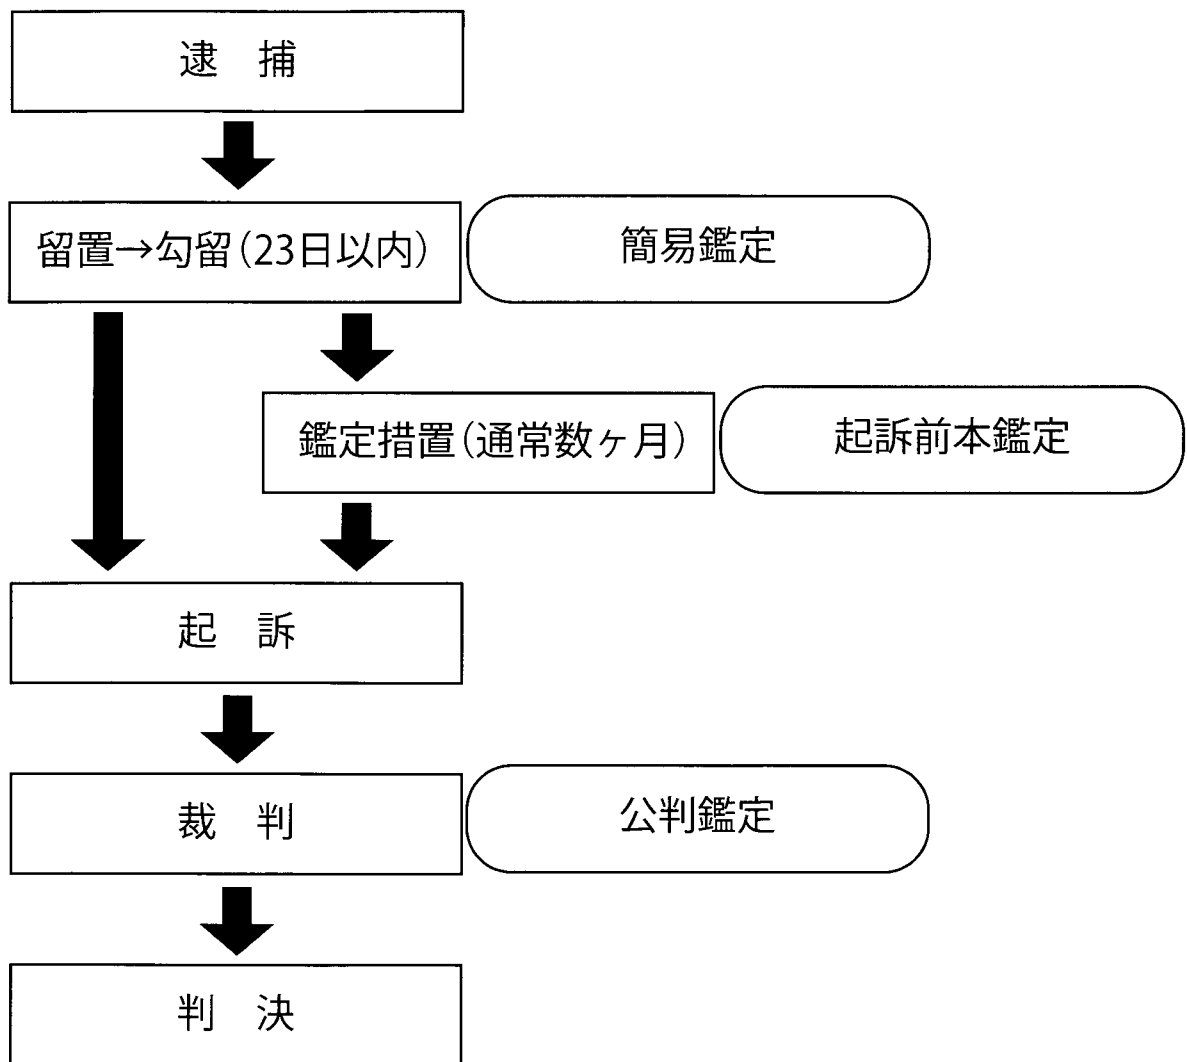 逮　捕
留置→勾留(23日以内)
簡易鑑定
鑑定措置(通常数ヶ月)
起訴前本鑑定
起　訴
裁　判
公判鑑定
判　決